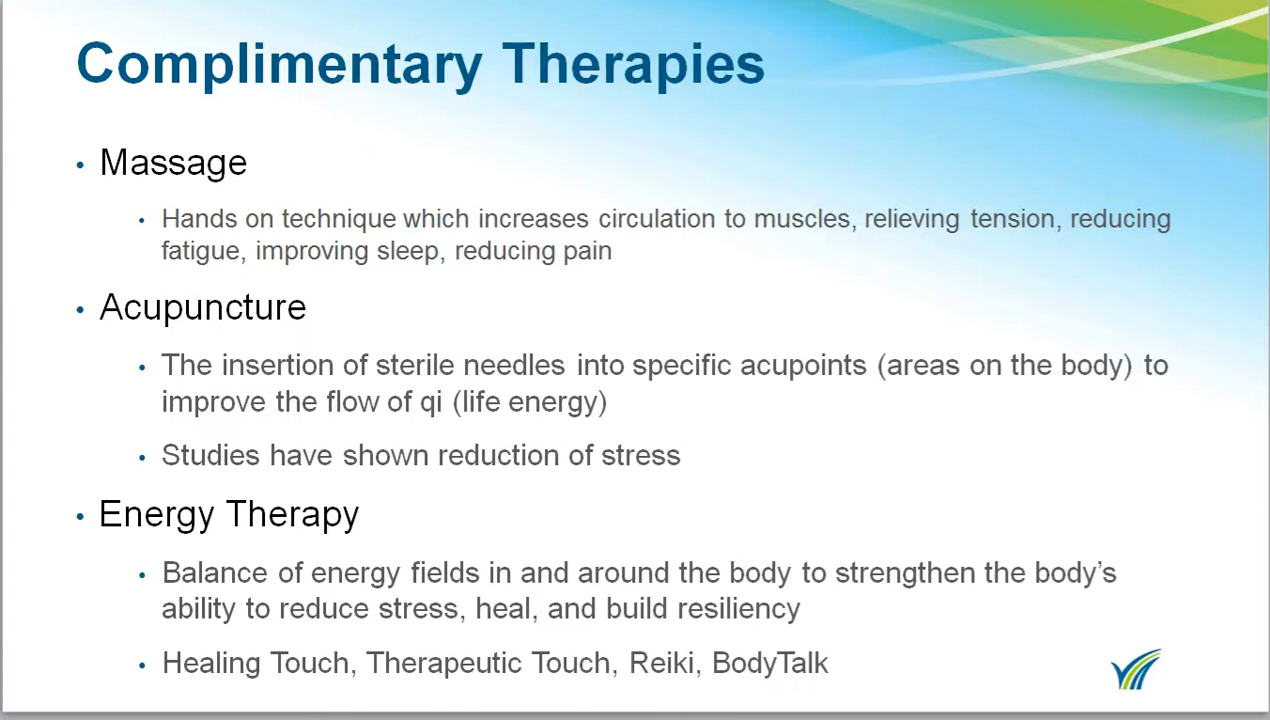 Complimentary Therapies
• Massage
• Hands on technique which increases circulation to muscles, relieving tension, reducing
fatigue, improving sleep, reducing pain
• Acupuncture
• The insertion of sterile needles into specific acupoints (areas on the body) to
improve the flow of qi (life energy)
• Studies have shown reduction of stress
• Energy Therapy
• Balance of energy fields in and around the body to strengthen the body’s
ability to reduce stress, heal, and build resiliency
• Healing Touch, Therapeutic Touch, Reiki, BodyTalk